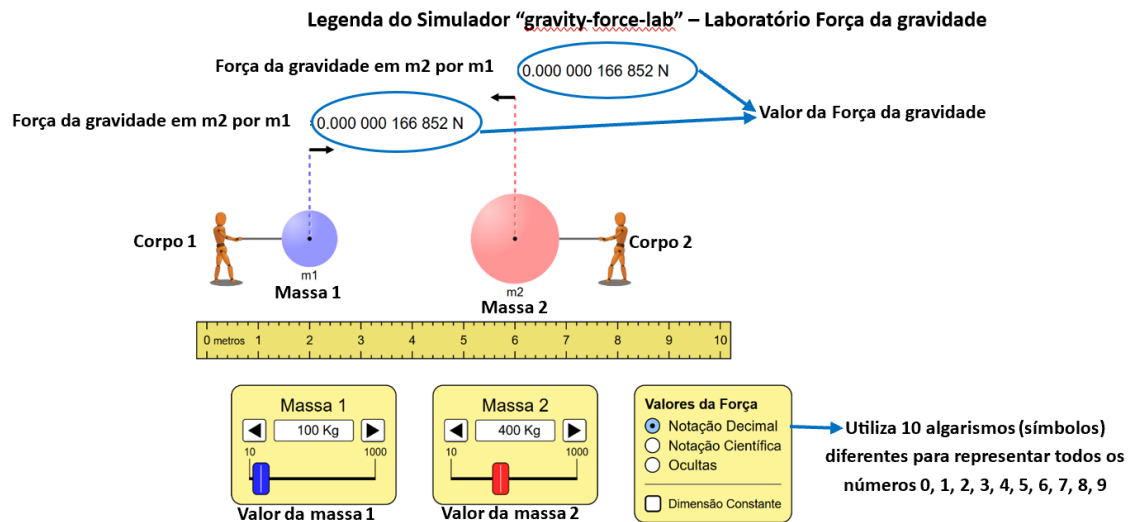 Legenda do Simulador “gravity-force-lab” – Laboratório Força da gravidade
Força da gravidade em m2 por m1
0.000 000 166 852 N
Força da gravidade em m2 por m1
0.000 000 166 852 N
Valor da Força da gravidade
Corpo 1
Corpo 2
m1
Massa 1
m2
Massa 2
0 metros 1 2 3 4 5 6 7 8 9 10
Massa 1
100 Kg
10 1000
Valor da massa 1
Massa 2
400 Kg
10 1000
Valor da massa 2
Valores da Força
Notação Decimal
Notação Científica
Ocultas
Dimensão Constante
Utiliza 10 algarismos (símbolos)
diferentes para representar todos os
números 0, 1, 2, 3, 4, 5, 6, 7, 8, 9